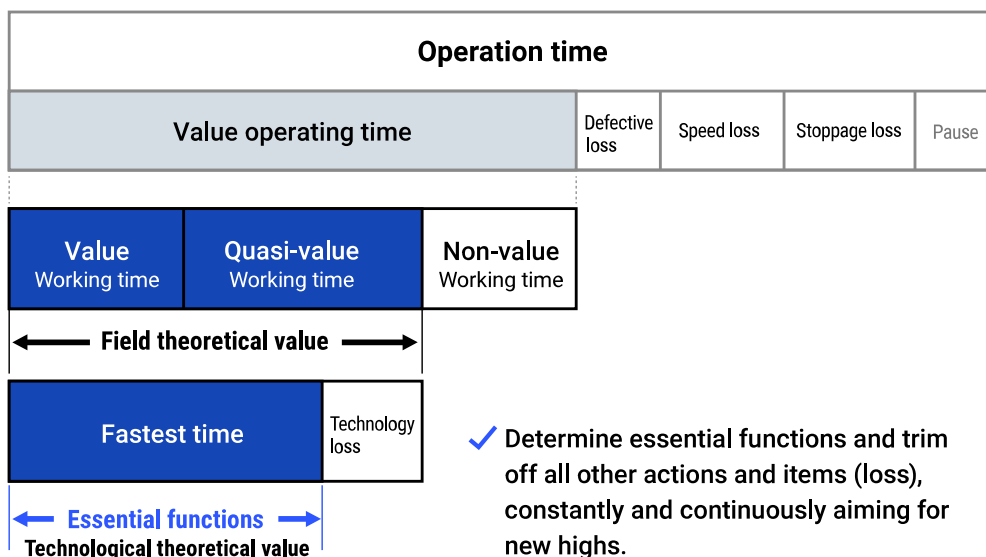 Operation time
Value operating time
Defective
loss
Speed loss
Stoppage loss
Pause
Value
Working time
Quasi-value
Working time
Non-value
Working time
Field theoretical value
Fastest time
Technology
loss
Essential functions
Technological theoretical value
Determine essential functions and trim
off all other actions and items (loss),
constantly and continuously aiming for
new highs.